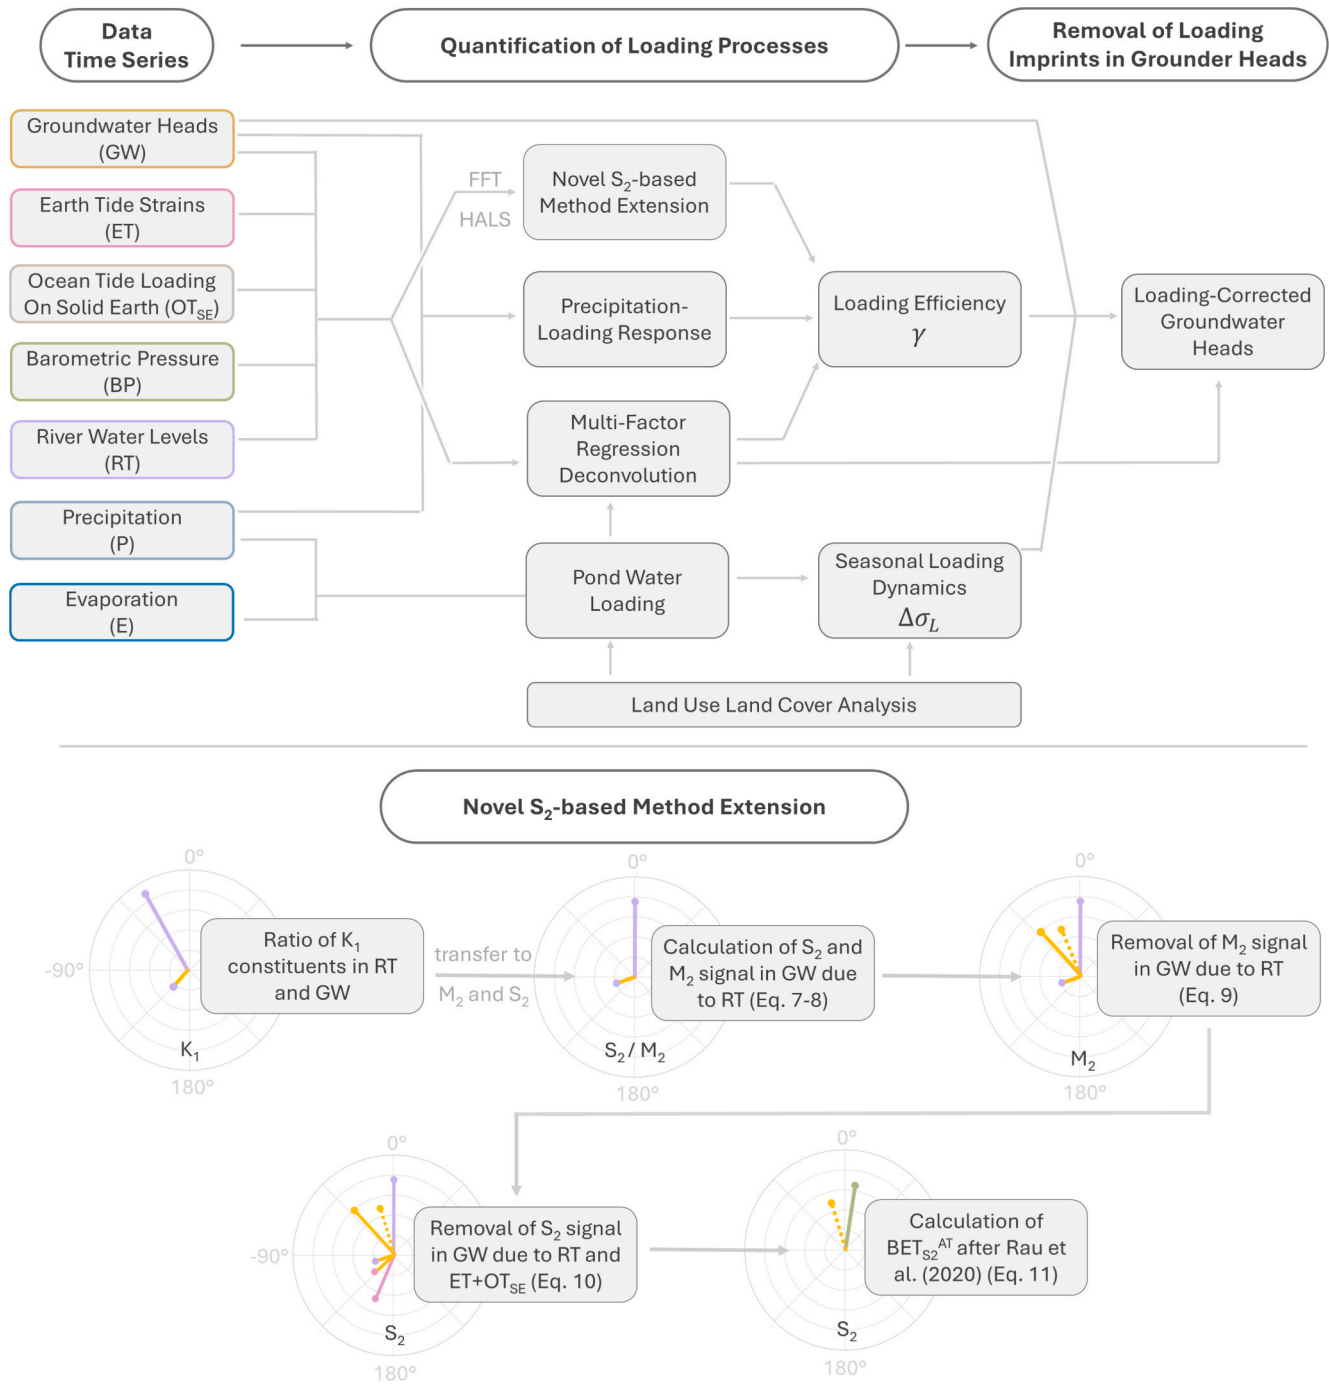 Data
Time Series
Quantification of Loading Processes
Removal of Loading
Imprints in Grounder Heads
Groundwater Heads
(GW)
Earth Tide Strains
(ET)
Ocean Tide Loading
On Solid Earth (OT_SE)
Barometric Pressure
(BP)
River Water Levels
(RT)
Precipitation
(P)
Evaporation
(E)
FFT
HALS
Novel S₂-based
Method Extension
Precipitation-
Loading Response
Multi-Factor
Regression
Deconvolution
Pond Water
Loading
Loading Efficiency
γ
Seasonal Loading
Dynamics
Δσ_L
Land Use Land Cover Analysis
Loading-Corrected
Groundwater
Heads
Novel S₂-based Method Extension
0°
-90°
K₁
180°
Ratio of K₁
constituents in RT
and GW
transfer to
M₂ and S₂
0°
S₂ / M₂
180°
Calculation of S₂ and
M₂ signal in GW due
to RT (Eq. 7-8)
0°
M₂
180°
Removal of M₂ signal
in GW due to RT
(Eq. 9)
0°
-90°
S₂
180°
Removal of S₂ signal
in GW due to RT and
ET+OT_SE (Eq. 10)
0°
S₂
180°
Calculation of
BET_S2^AT after Rau et
al. (2020) (Eq. 11)